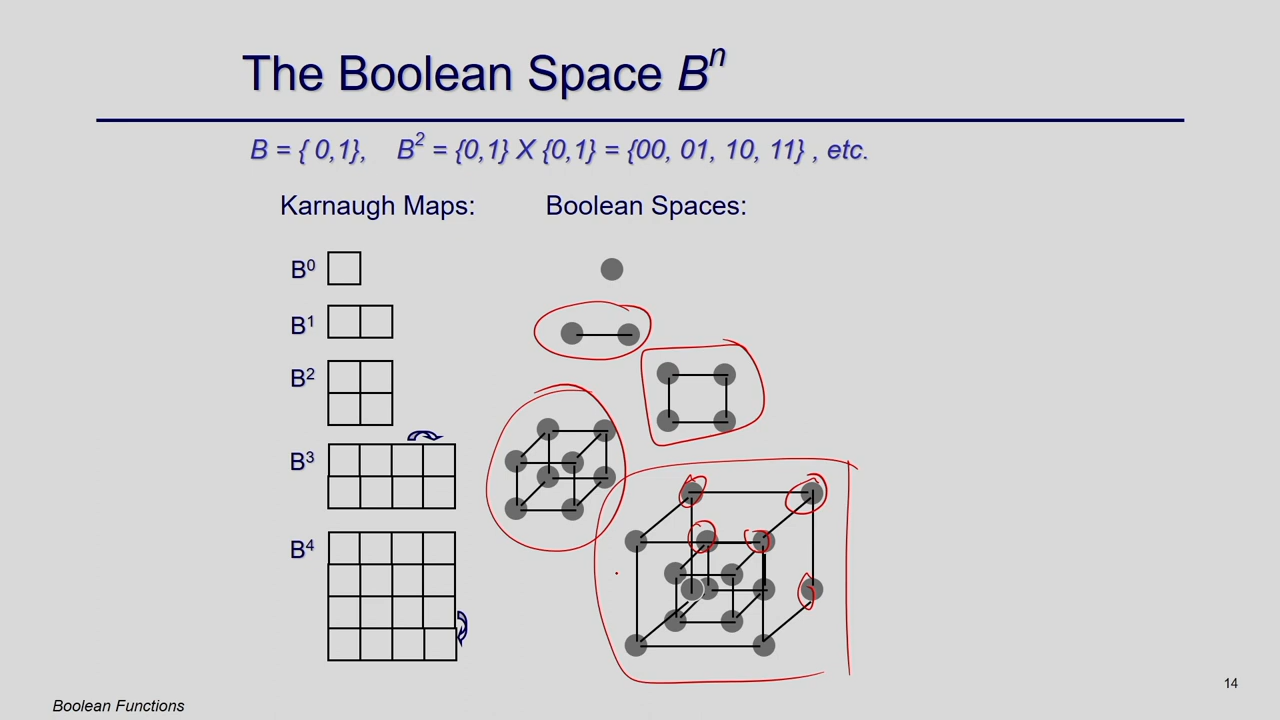 The Boolean Space Bⁿ
B = { 0,1}, B² = {0,1} X {0,1} = {00, 01, 10, 11} , etc.
Karnaugh Maps: Boolean Spaces:
B⁰
B¹
B²
B³
B⁴
14
Boolean Functions